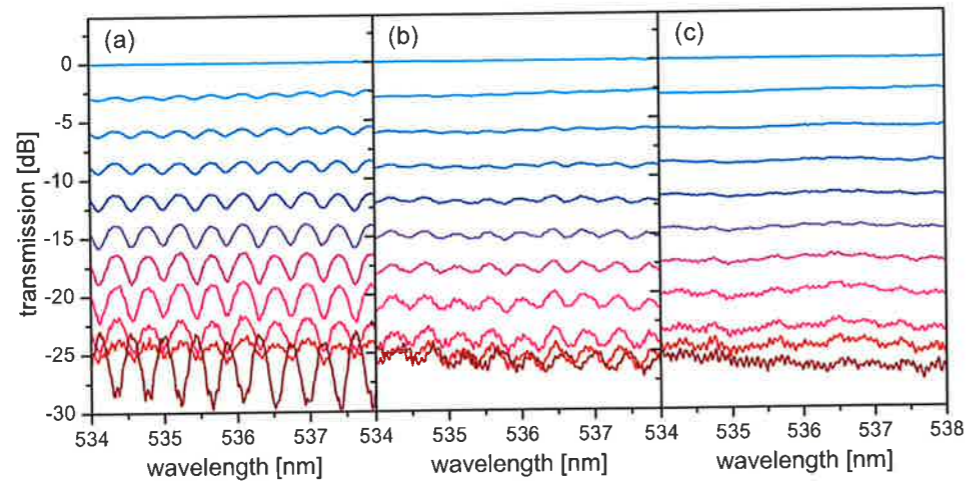 (a)
(b)
(c)
0
-5
-10
-15
-20
-25
-30
transmission [dB]
534
535
536
537
534
535
536
537
534
535
536
537
538
wavelength [nm]
wavelength [nm]
wavelength [nm]